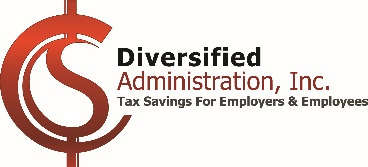 Diversified
Administration, Inc.
Tax Savings For Employers & Employees